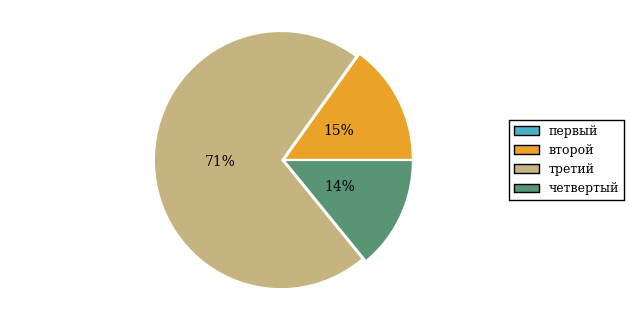 15%
71%
14%
первый
второй
третий
четвертый